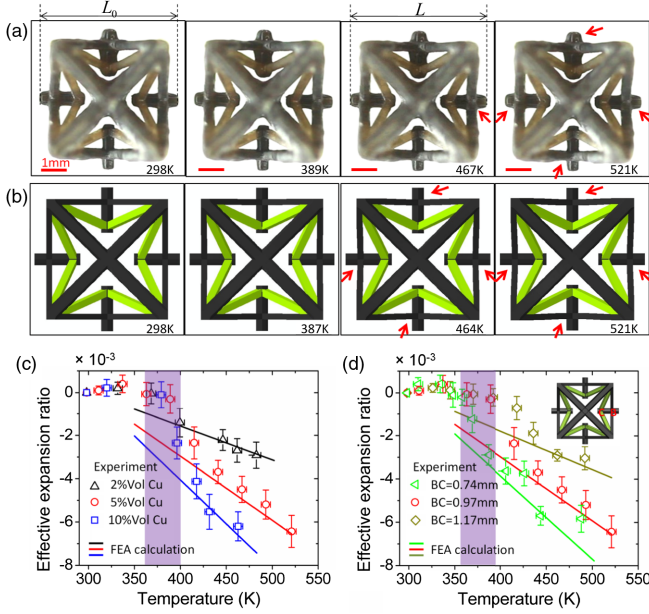 L₀ L
(a)
1mm 298K 389K 467K 521K
(b)
298K 387K 464K 521K
(c) (d)
× 10⁻³ × 10⁻³
Effective expansion ratio
0
-2
-4
-6
-8
Experiment
2%Vol Cu
5%Vol Cu
10%Vol Cu
FEA calculation
300 350 400 450 500 550
Temperature (K)
Effective expansion ratio
0
-2
-4
-6
-8
Experiment
BC=0.74mm
BC=0.97mm
BC=1.17mm
FEA calculation
300 350 400 450 500 550
Temperature (K)